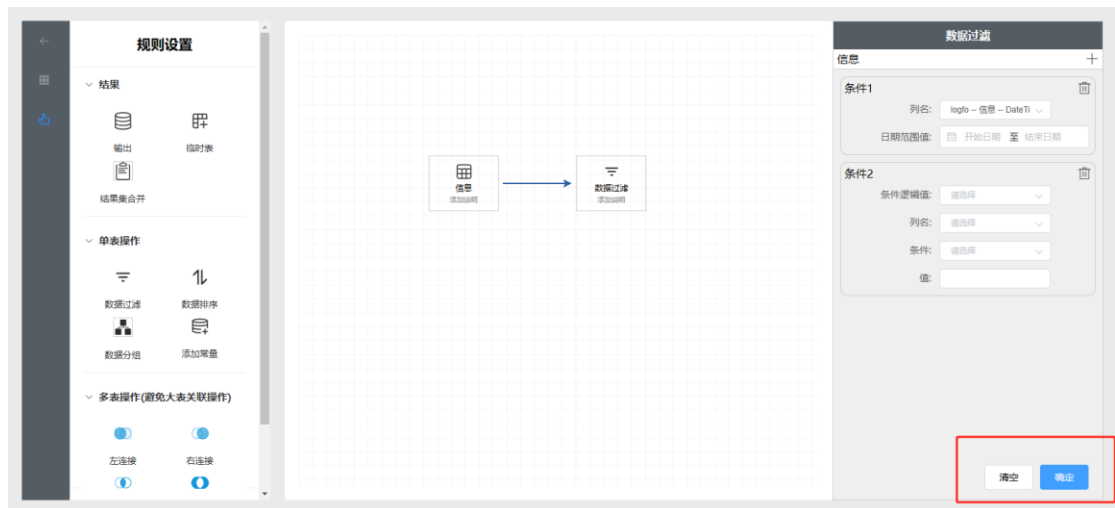 规则设置
结果
输出
临时表
结果集合并
单表操作
数据过滤
数据排序
数据分组
添加常量
多表操作(避免大表关联操作)
左连接
右连接
信息
添加说明
数据过滤
添加说明
数据过滤
信息
条件1
列名: logfo -- 信息 -- DateTi
日期范围值: 开始日期 至 结束日期
条件2
条件逻辑值: 请选择
列名: 请选择
条件: 请选择
值:
清空 确定